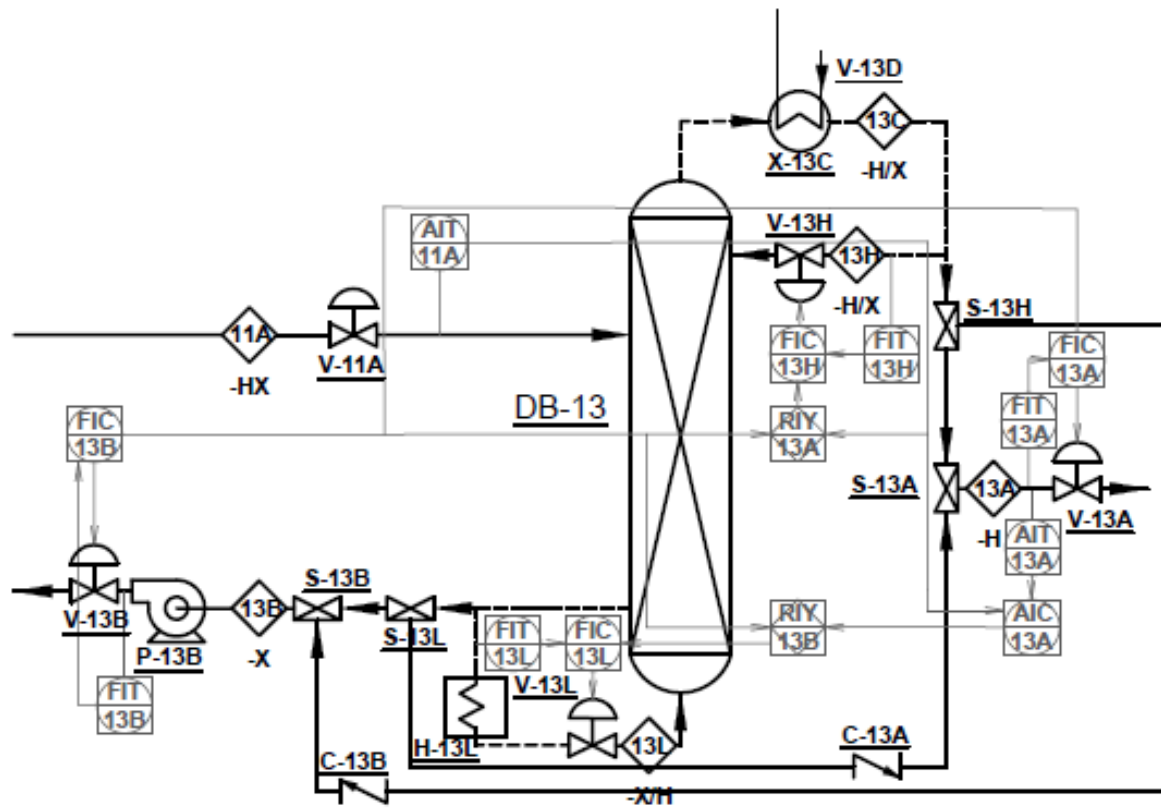 V-13D
13C
X-13C
-H/X
AIT
11A
V-13H
13H
-H/X
S-13H
11A
V-11A
-HX
FIC
13H
FIT
13H
FIC
13A
FIT
13A
DB-13
FIC
13B
RIY
13A
S-13A
13A
-H
V-13A
AIT
13A
S-13B
V-13B
P-13B
13B
-X
S-13L
FIT
13L
FIC
13L
RIY
13B
AIC
13A
FIT
13B
V-13L
H-13L
13L
C-13A
C-13B
-X/H